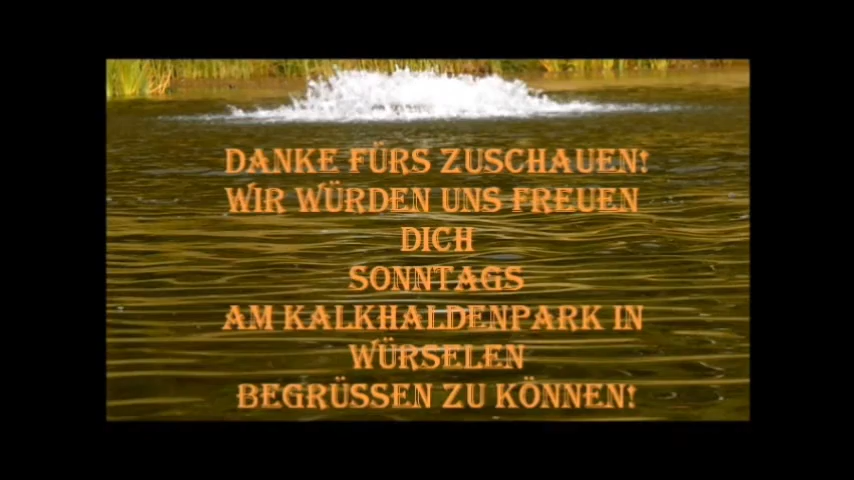 DANKE FÜRS ZUSCHAUEN!
WIR WÜRDEN UNS FREUEN
DICH
SONNTAGS
AM KALKHALDENPARK IN
WÜRSELEN
BEGRÜSSEN ZU KÖNNEN!